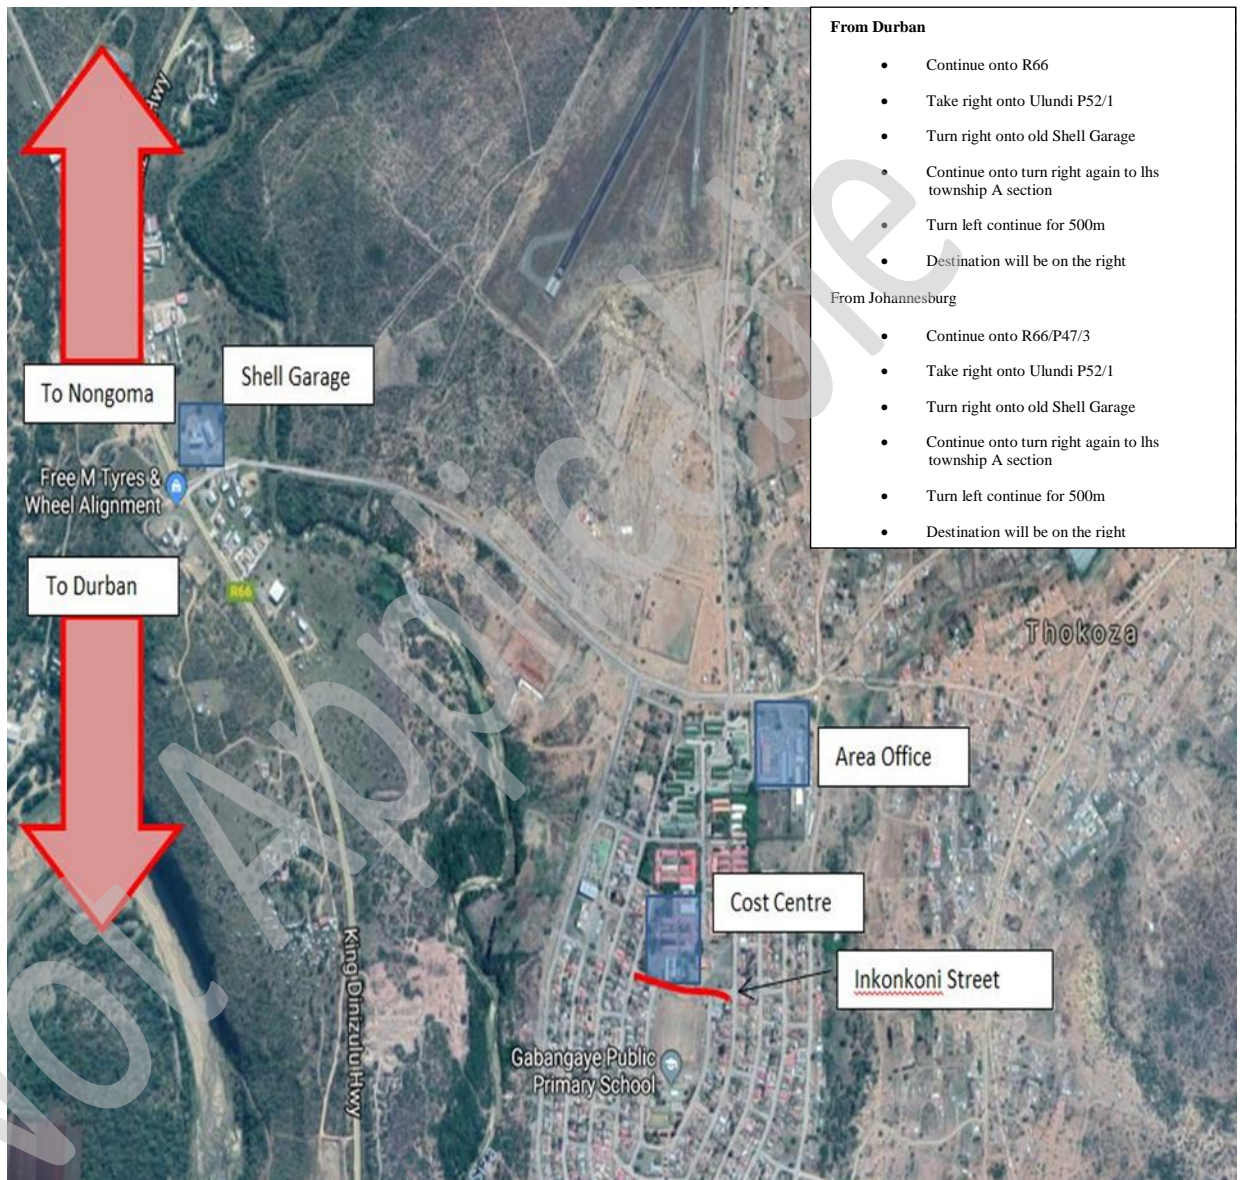 From Durban
• Continue onto R66
• Take right onto Ulundi P52/1
• Turn right onto old Shell Garage
• Continue onto turn right again to lhs
township A section
• Turn left continue for 500m
• Destination will be on the right
From Johannesburg
• Continue onto R66/P47/3
• Take right onto Ulundi P52/1
• Turn right onto old Shell Garage
• Continue onto turn right again to lhs
township A section
• Turn left continue for 500m
• Destination will be on the right
Hwy
Shell Garage
To Nongoma
Free M Tyres &
Wheel Alignment
To Durban
R66
Thokoza
Area Office
Cost Centre
Inkonkoni Street
King Dinizulu Hwy
Gabangaye Public
Primary School
Not Applicable